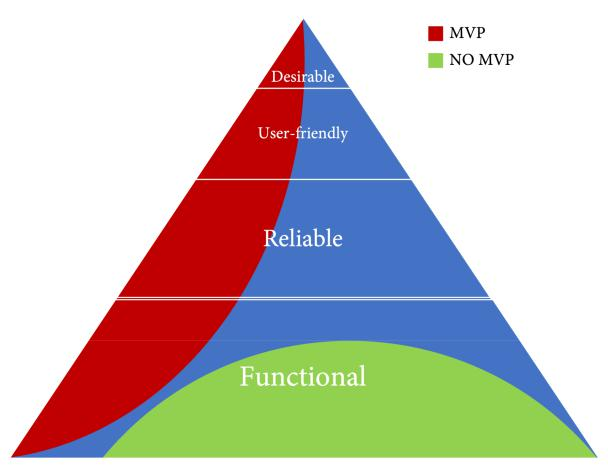 MVP
NO MVP
Desirable
User-friendly
Reliable
Functional